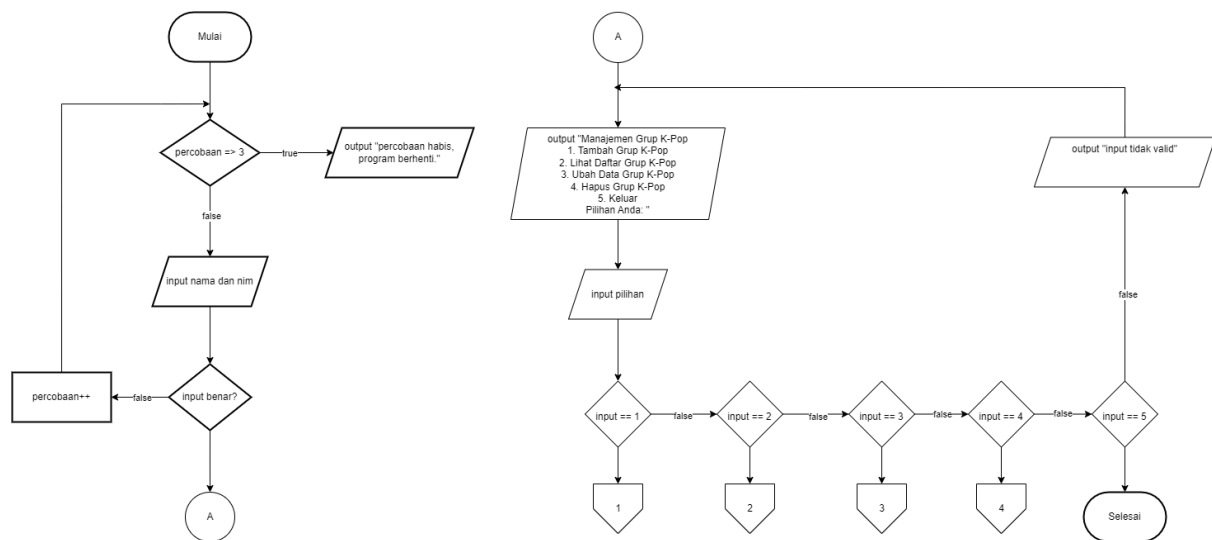 Mulai
percobaan => 3
true
output "percobaan habis,
program berhenti."
false
input nama dan nim
input benar?
false
percobaan++
A
A
output "Manajemen Grup K-Pop
1. Tambah Grup K-Pop
2. Lihat Daftar Grup K-Pop
3. Ubah Data Grup K-Pop
4. Hapus Grup K-Pop
5. Keluar
Pilihan Anda: "
output "input tidak valid"
input pilihan
false
input == 1
false
input == 2
false
input == 3
false
input == 4
false
input == 5
1
2
3
4
Selesai